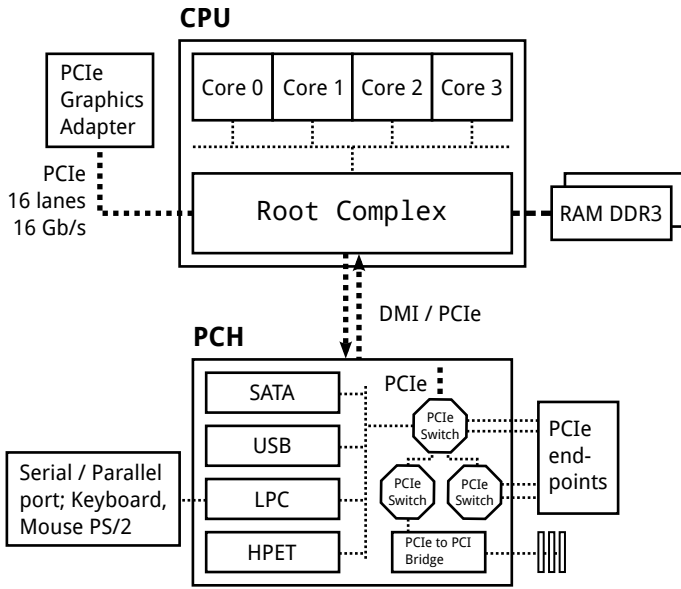 CPU
PCIe
Graphics
Adapter
Core 0
Core 1
Core 2
Core 3
PCIe
16 lanes
16 Gb/s
Root Complex
RAM DDR3
DMI / PCIe
PCH
SATA
USB
LPC
HPET
PCIe
PCIe
Switch
PCIe
Switch
PCIe
Switch
PCIe to PCI
Bridge
PCIe
end-
points
Serial / Parallel
port; Keyboard,
Mouse PS/2